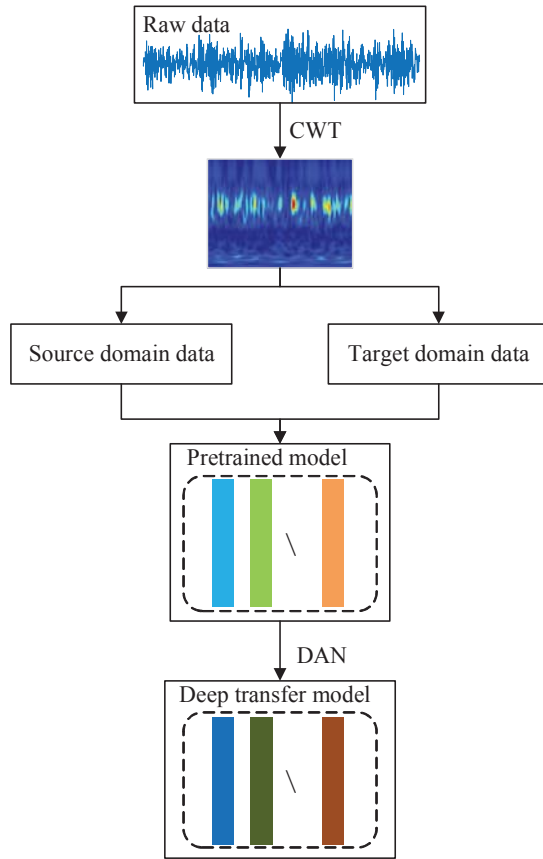 Raw data
CWT
Source domain data
Target domain data
Pretrained model
\
DAN
Deep transfer model
\